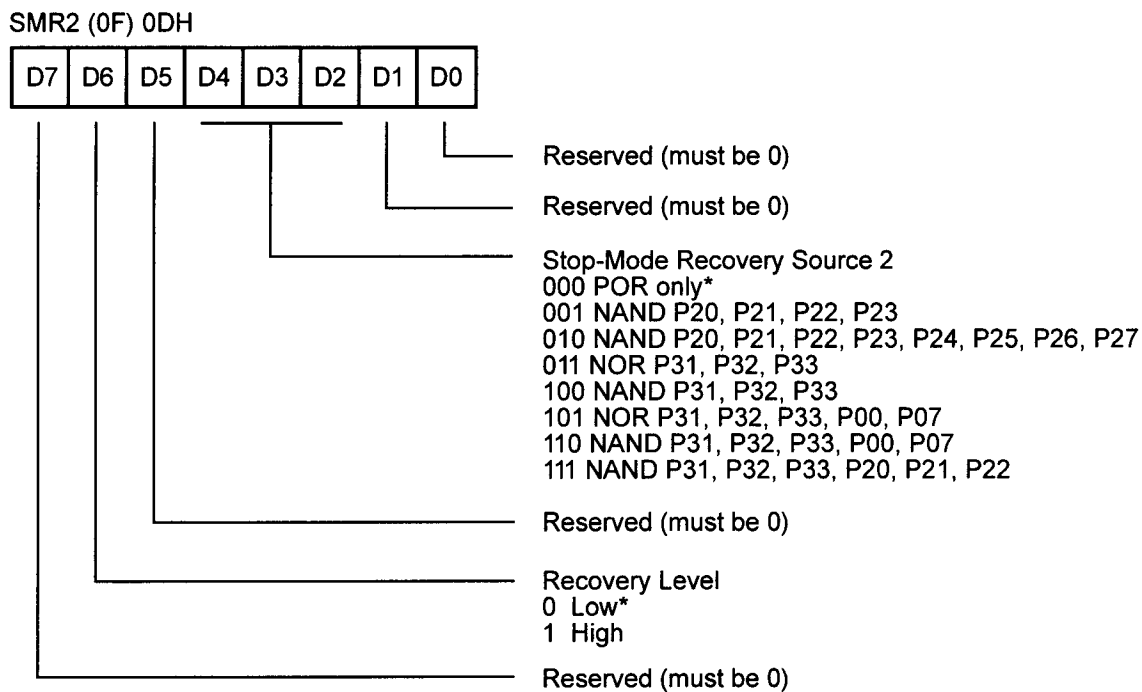 SMR2 (0F) 0DH
D7 D6 D5 D4 D3 D2 D1 D0
Reserved (must be 0)
Reserved (must be 0)
Stop-Mode Recovery Source 2
000 POR only*
001 NAND P20, P21, P22, P23
010 NAND P20, P21, P22, P23, P24, P25, P26, P27
011 NOR P31, P32, P33
100 NAND P31, P32, P33
101 NOR P31, P32, P33, P00, P07
110 NAND P31, P32, P33, P00, P07
111 NAND P31, P32, P33, P20, P21, P22
Reserved (must be 0)
Recovery Level
0 Low*
1 High
Reserved (must be 0)